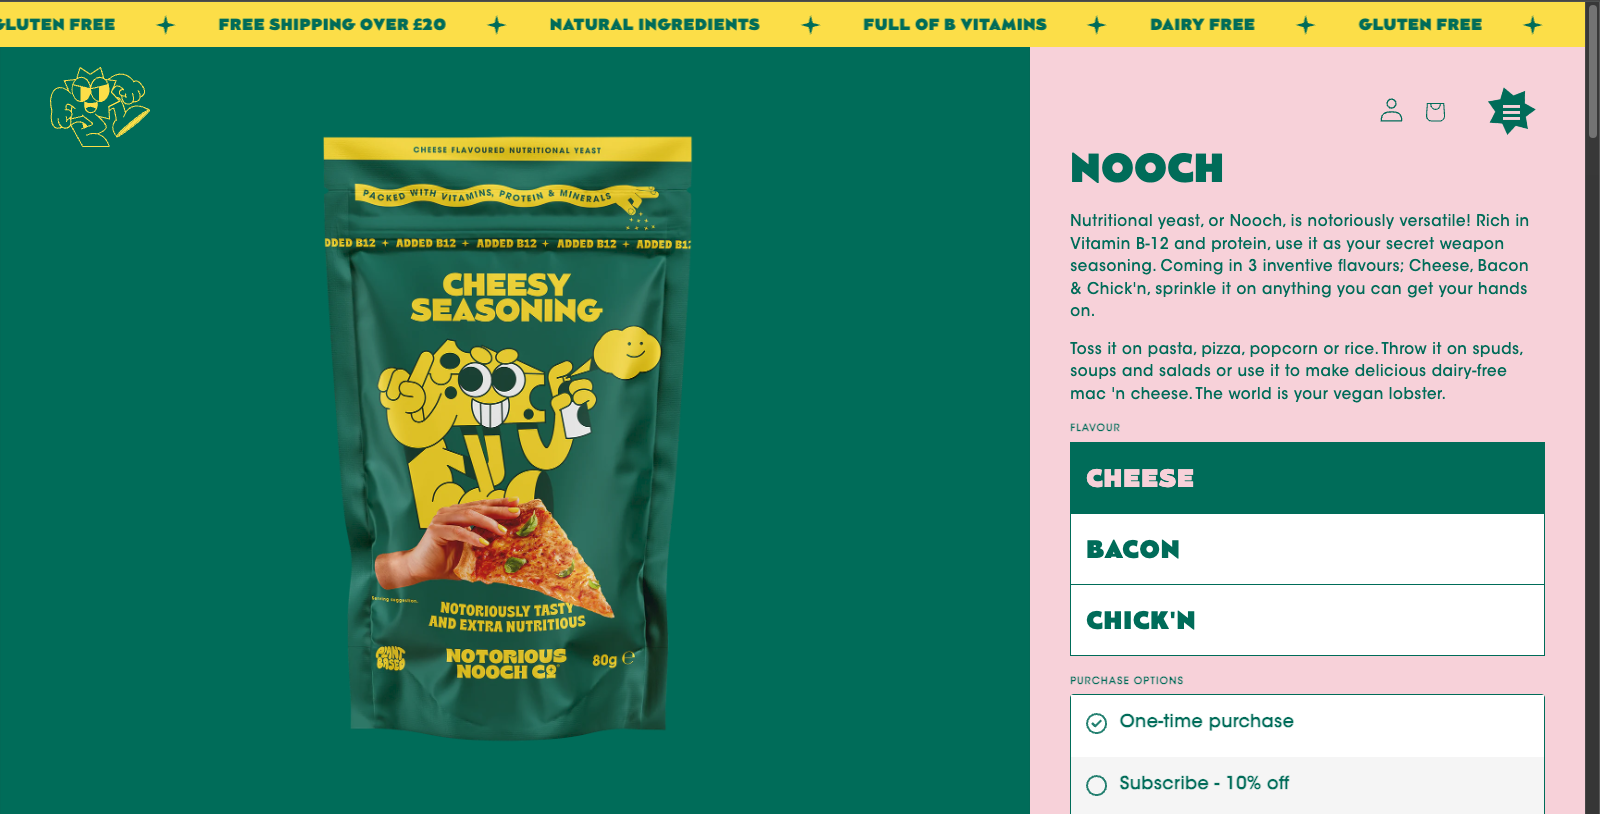 GLUTEN FREE FREE SHIPPING OVER £20 NATURAL INGREDIENTS FULL OF B VITAMINS DAIRY FREE GLUTEN FREE
CHEESE FLAVOURED NUTRITIONAL YEAST
PACKED WITH VITAMINS, PROTEIN & MINERALS
ADDED B12 + ADDED B12 + ADDED B12 + ADDED B12 + ADDED B12
CHEESY
SEASONING
Serving suggestion.
NOTORIOUSLY TASTY
AND EXTRA NUTRITIOUS
PLANT
BASED
NOTORIOUS
NOOCH Co
80g ℮
NOOCH
Nutritional yeast, or Nooch, is notoriously versatile! Rich in
Vitamin B-12 and protein, use it as your secret weapon
seasoning. Coming in 3 inventive flavours; Cheese, Bacon
& Chick'n, sprinkle it on anything you can get your hands
on.
Toss it on pasta, pizza, popcorn or rice. Throw it on spuds,
soups and salads or use it to make delicious dairy-free
mac 'n cheese. The world is your vegan lobster.
FLAVOUR
CHEESE
BACON
CHICK'N
PURCHASE OPTIONS
One-time purchase
Subscribe - 10% off